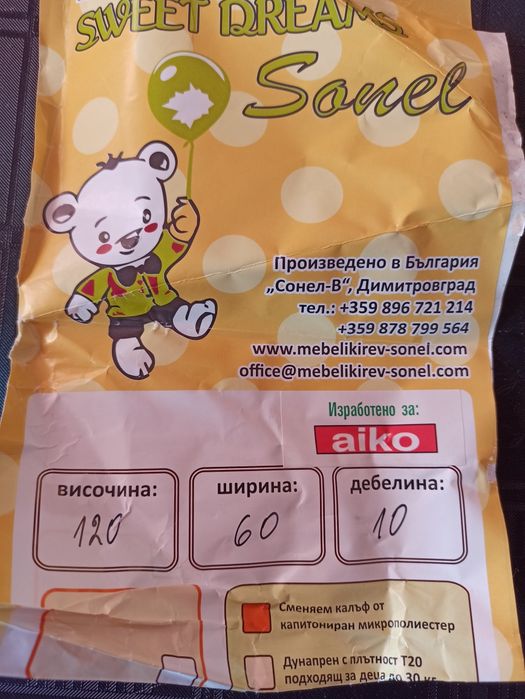 SWEET DREAMS
Sonel
Произведено в България
„Сонел-В“, Димитровград
тел.: +359 896 721 214
+359 878 799 564
www.mebelikirev-sonel.com
office@mebelikirev-sonel.com
Изработено за:
aiko
височина:
120
ширина:
60
дебелина:
10
Сменяем калъф от
капитониран микрополиестер
Дунапрен с плътност Т20
подходящ за деца до 30 кг